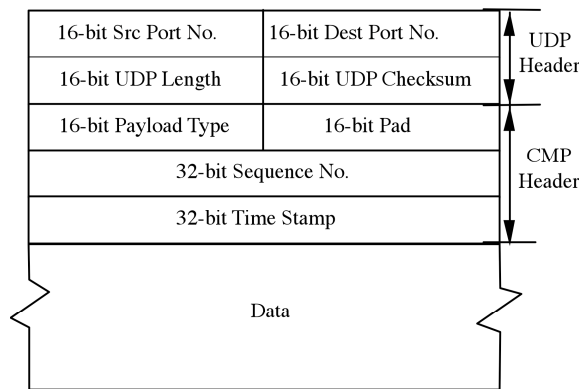 16-bit Src Port No.
16-bit Dest Port No.
UDP
Header
16-bit UDP Length
16-bit UDP Checksum
16-bit Payload Type
16-bit Pad
CMP
Header
32-bit Sequence No.
32-bit Time Stamp
Data